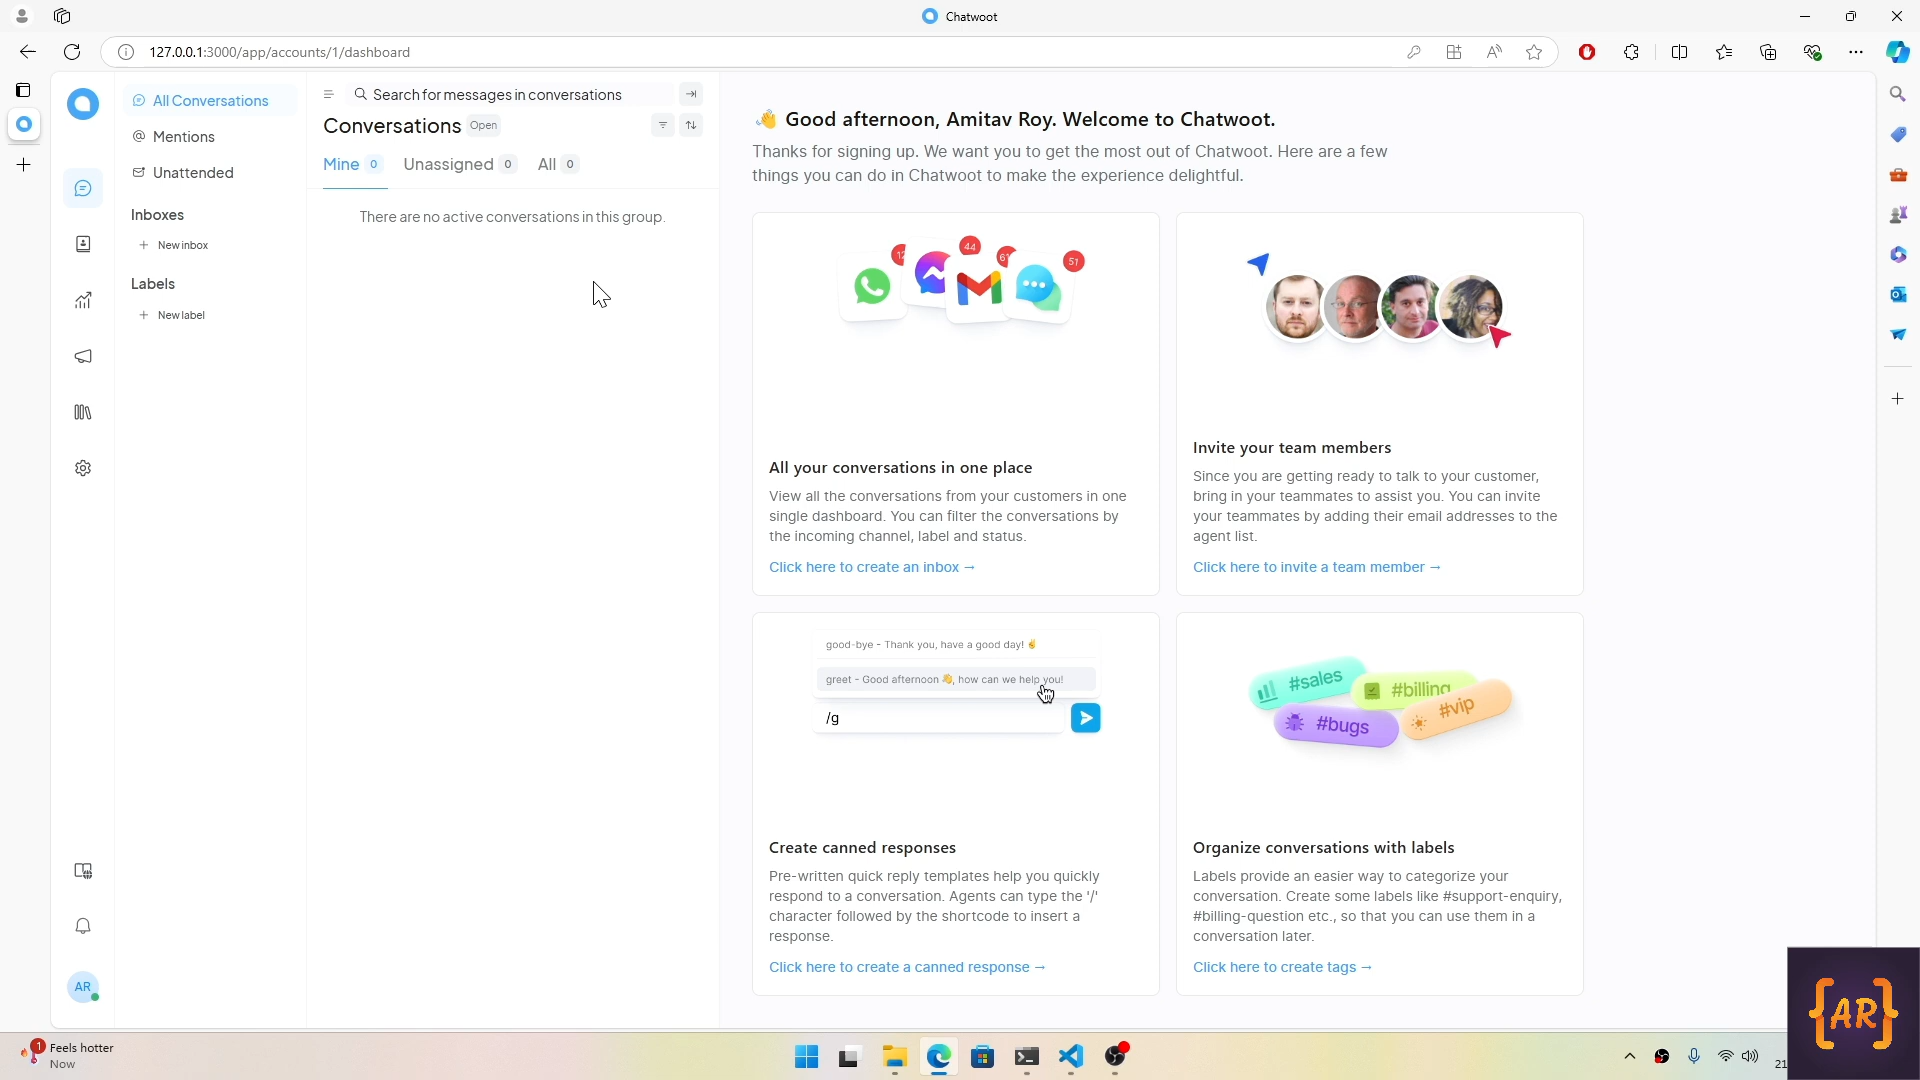 Chatwoot
127.0.0.1:3000/app/accounts/1/dashboard
All Conversations
Mentions
Unattended
Inboxes
New inbox
Labels
New label
AR
Search for messages in conversations
Conversations Open
Mine 0 Unassigned 0 All 0
There are no active conversations in this group.
👋 Good afternoon, Amitav Roy. Welcome to Chatwoot.
Thanks for signing up. We want you to get the most out of Chatwoot. Here are a few
things you can do in Chatwoot to make the experience delightful.
12 44 61 51
All your conversations in one place
View all the conversations from your customers in one
single dashboard. You can filter the conversations by
the incoming channel, label and status.
Click here to create an inbox →
Invite your team members
Since you are getting ready to talk to your customer,
bring in your teammates to assist you. You can invite
your teammates by adding their email addresses to the
agent list.
Click here to invite a team member →
good-bye - Thank you, have a good day! ✌
greet - Good afternoon 👋, how can we help you!
/g
Create canned responses
Pre-written quick reply templates help you quickly
respond to a conversation. Agents can type the '/'
character followed by the shortcode to insert a
response.
Click here to create a canned response →
#sales
#billing
#bugs
#vip
Organize conversations with labels
Labels provide an easier way to categorize your
conversation. Create some labels like #support-enquiry,
#billing-question etc., so that you can use them in a
conversation later.
Click here to create tags →
1
Feels hotter
Now
21
{AR}